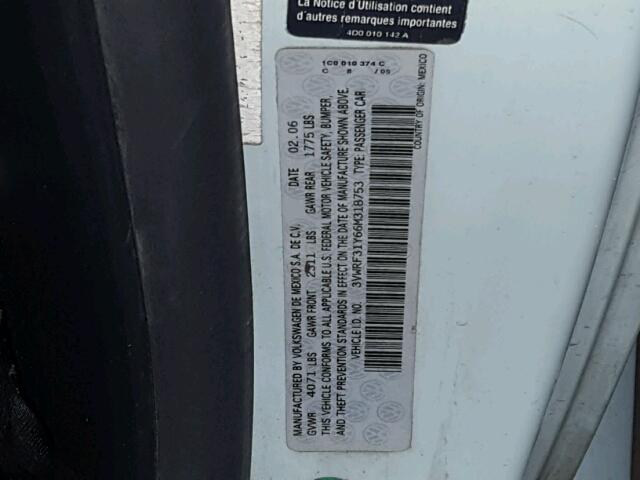 La Notice d'Utilisation contient
d'autres remarques importantes
4D0 010 142 A
1C0 010 374 C
C 8 /05
MANUFACTURED BY VOLKSWAGEN DE MEXICO S.A. DE C.V. DATE 02.06
GVWR 4071 LBS GAWR FRONT 2311 LBS GAWR REAR 1775 LBS
THIS VEHICLE CONFORMS TO ALL APPLICABLE U.S. FEDERAL MOTOR VEHICLE SAFETY, BUMPER,
AND THEFT PREVENTION STANDARDS IN EFFECT ON THE DATE OF MANUFACTURE SHOWN ABOVE.
VEHICLE I.D. NO. 3VWRF31Y66M318753 TYPE: PASSENGER CAR
COUNTRY OF ORIGIN: MEXICO